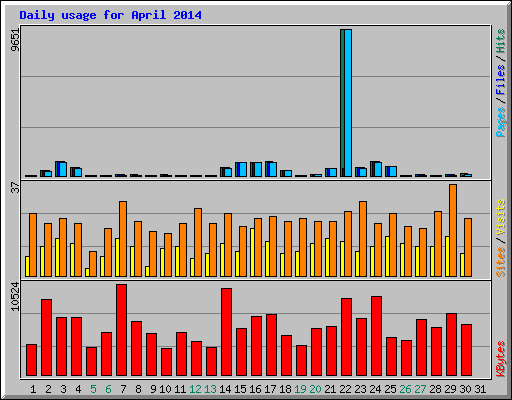 Daily usage for April 2014
9651
37
10524
Pages / Files / Hits
Sites / Visits
KBytes
1 2 3 4 5 6 7 8 9 10 11 12 13 14 15 16 17 18 19 20 21 22 23 24 25 26 27 28 29 30 31